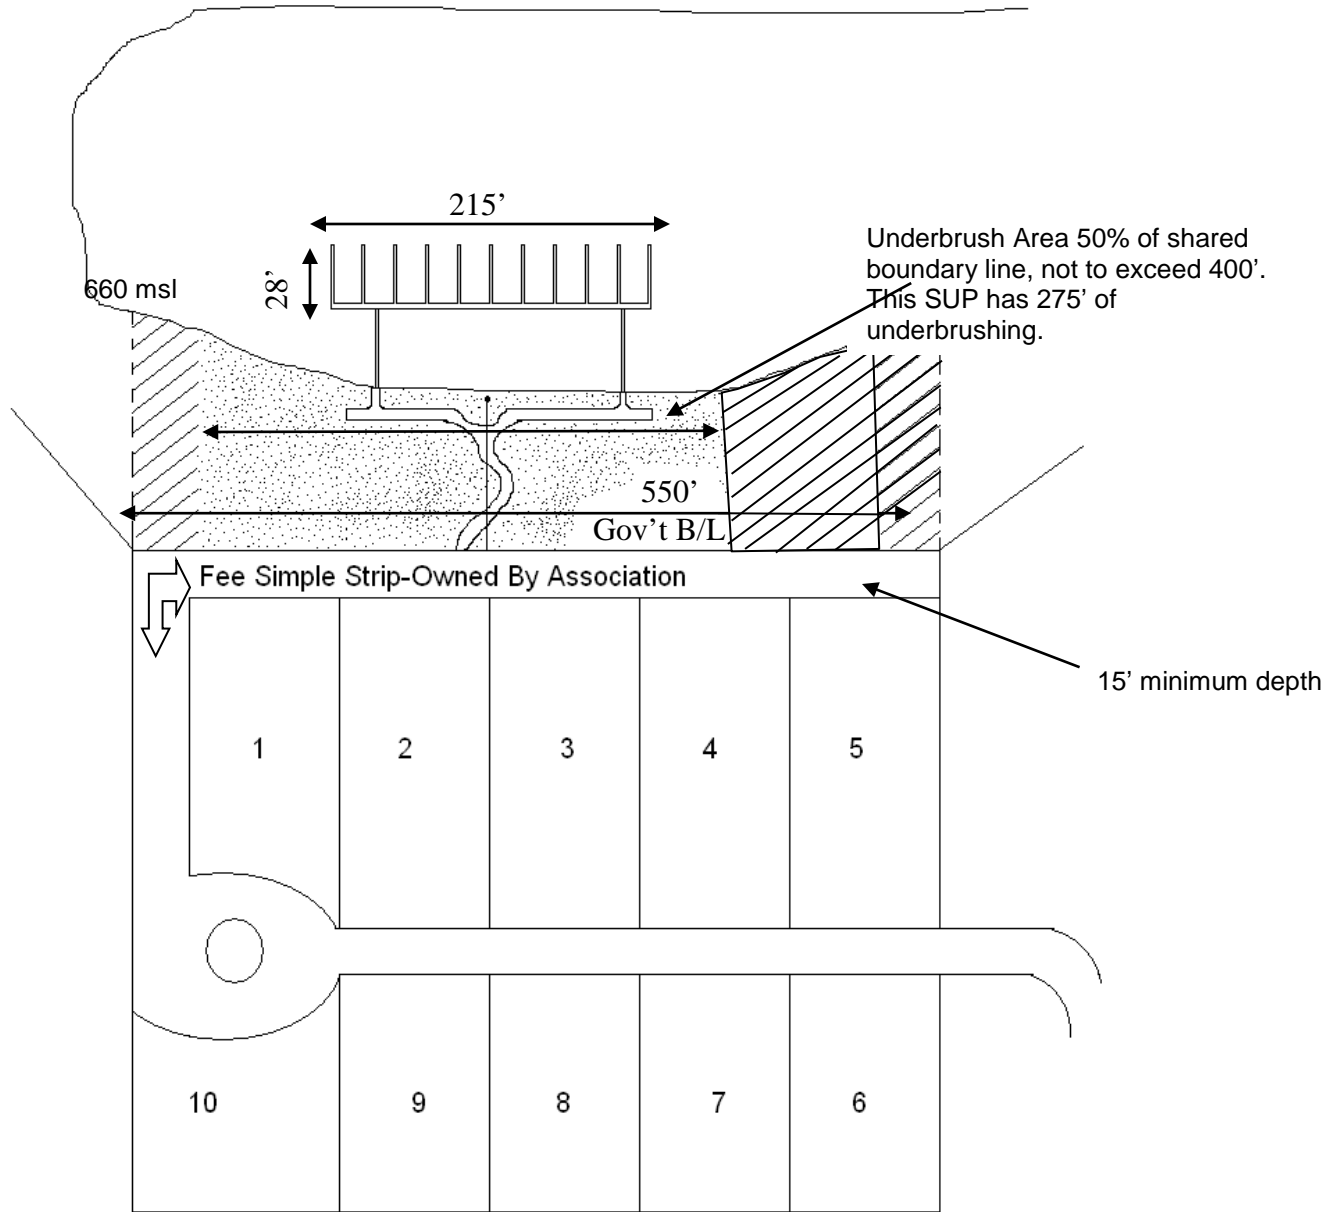 215’
28’
660 msl
Underbrush Area 50% of shared
boundary line, not to exceed 400’.
This SUP has 275’ of
underbrushing.
550’
Gov’t B/L
Fee Simple Strip-Owned By Association
15’ minimum depth
1
2
3
4
5
10
9
8
7
6